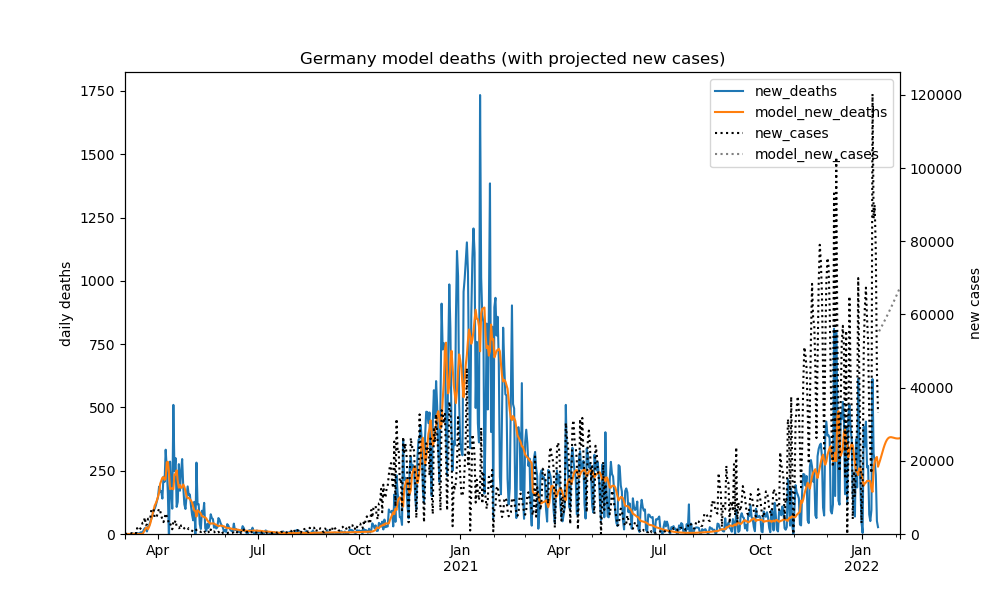 Germany model deaths (with projected new cases)
new_deaths
model_new_deaths
new_cases
model_new_cases
daily deaths
1750
1500
1250
1000
750
500
250
0
120000
100000
80000
60000
40000
20000
0
new cases
Apr Jul Oct Jan Apr Jul Oct Jan
2021 2022